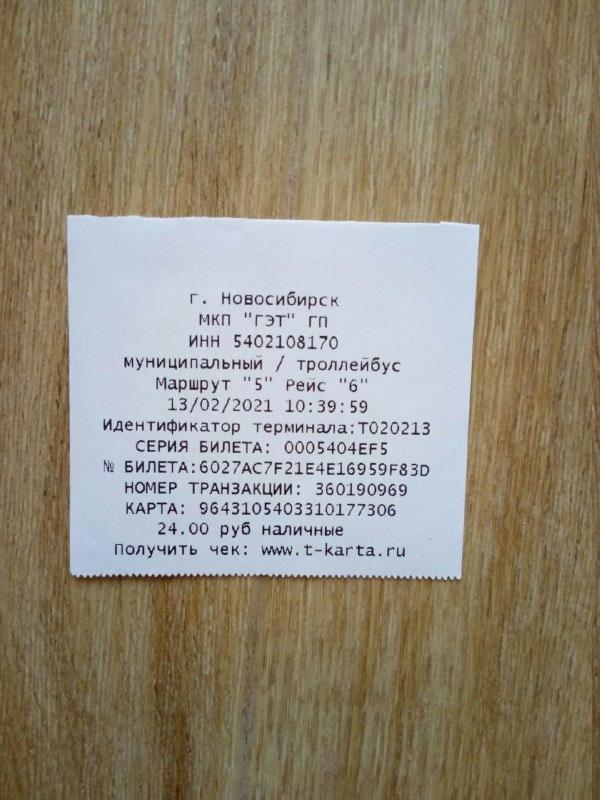 г. Новосибирск
МКП "ГЭТ" ГП
ИНН 5402108170
муниципальный / троллейбус
Маршрут "5" Рейс "6"
13/02/2021 10:39:59
Идентификатор терминала:T020213
СЕРИЯ БИЛЕТА: 0005404EF5
№ БИЛЕТА:6027AC7F21E4E16959F83D
НОМЕР ТРАНЗАКЦИИ: 360190969
КАРТА: 9643105403310177306
24.00 руб наличные
Получить чек: www.t-karta.ru